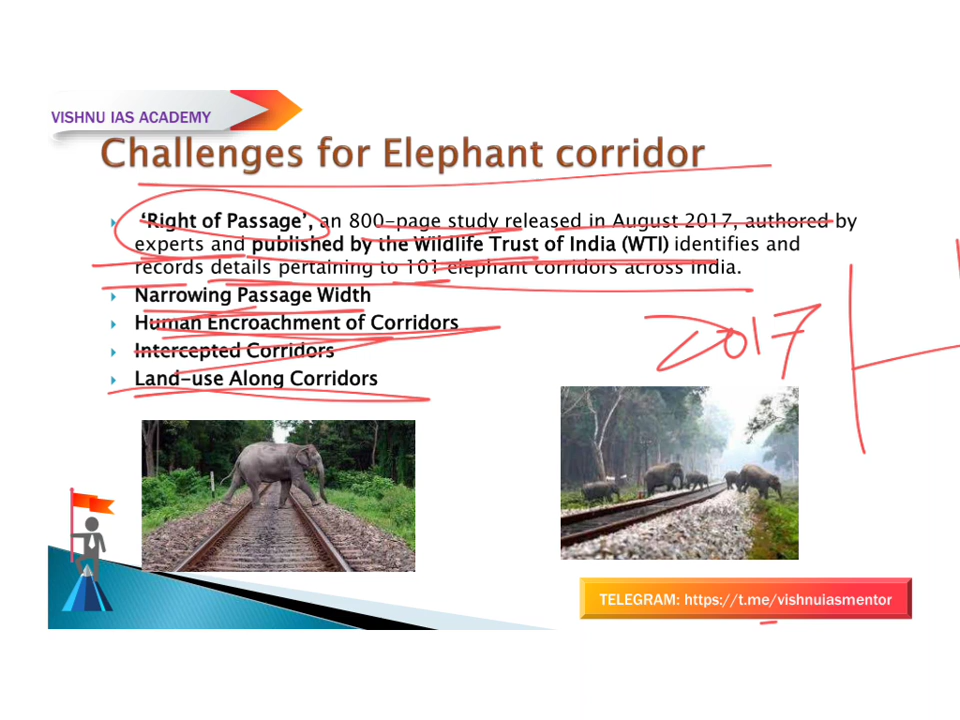 VISHNU IAS ACADEMY
Challenges for Elephant corridor
‘Right of Passage’, an 800-page study released in August 2017, authored by
experts and published by the Wildlife Trust of India (WTI) identifies and
records details pertaining to 101 elephant corridors across India.
Narrowing Passage Width
Human Encroachment of Corridors
Intercepted Corridors
Land-use Along Corridors
2017
TELEGRAM: https://t.me/vishnuiasmentor